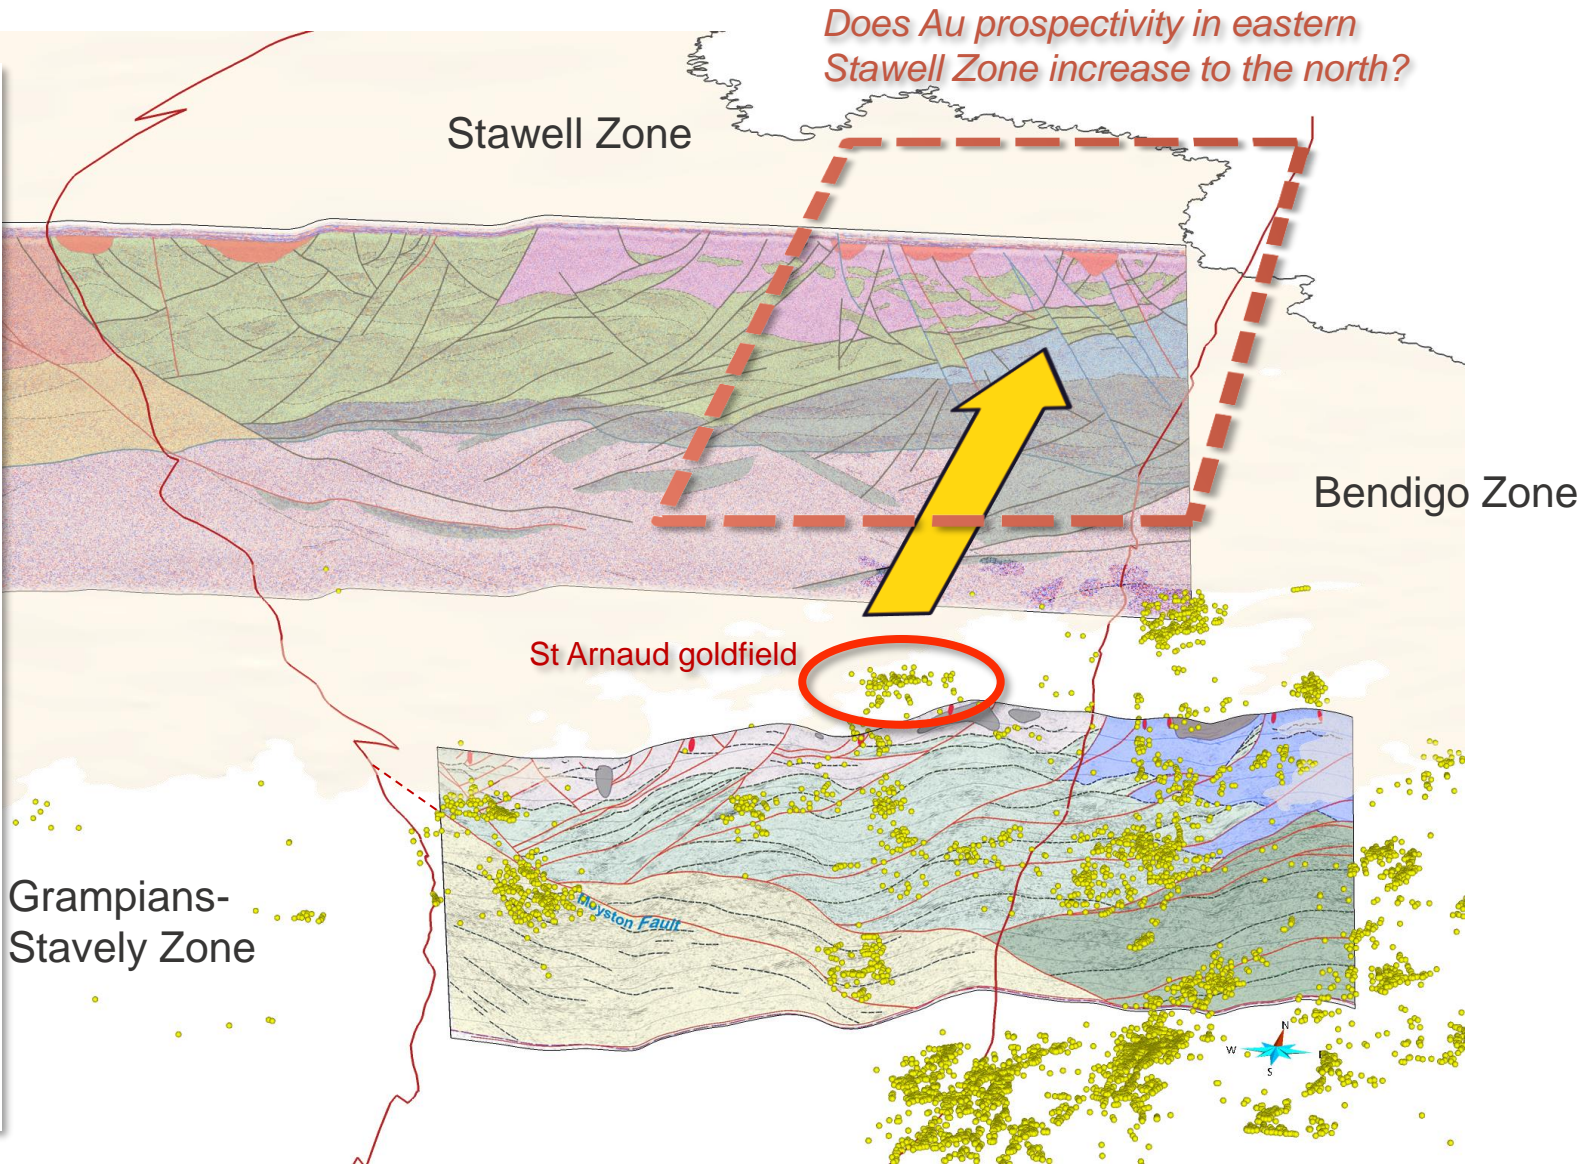 Does Au prospectivity in eastern
Stawell Zone increase to the north?
Stawell Zone
Bendigo Zone
St Arnaud goldfield
Grampians-
Stavely Zone
Moyston Fault
N
W
E
S